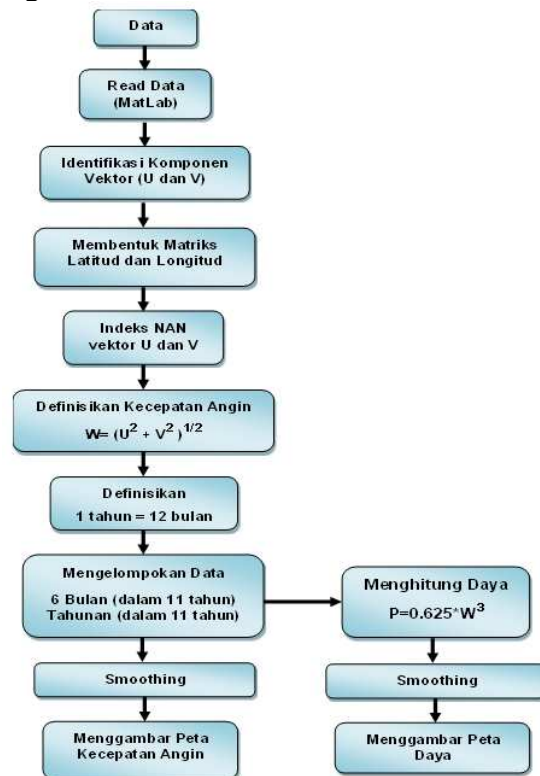 Data
Read Data
(MatLab)
Identifikasi Komponen
Vektor (U dan V)
Membentuk Matriks
Latitud dan Longitud
Indeks NAN
vektor U dan V
Definisikan Kecepatan Angin
W= (U² + V² )^1/2
Definisikan
1 tahun = 12 bulan
Mengelompokan Data
6 Bulan (dalam 11 tahun)
Tahunan (dalam 11 tahun)
Menghitung Daya
P=0.625*W³
Smoothing
Smoothing
Menggambar Peta
Kecepatan Angin
Menggambar Peta
Daya